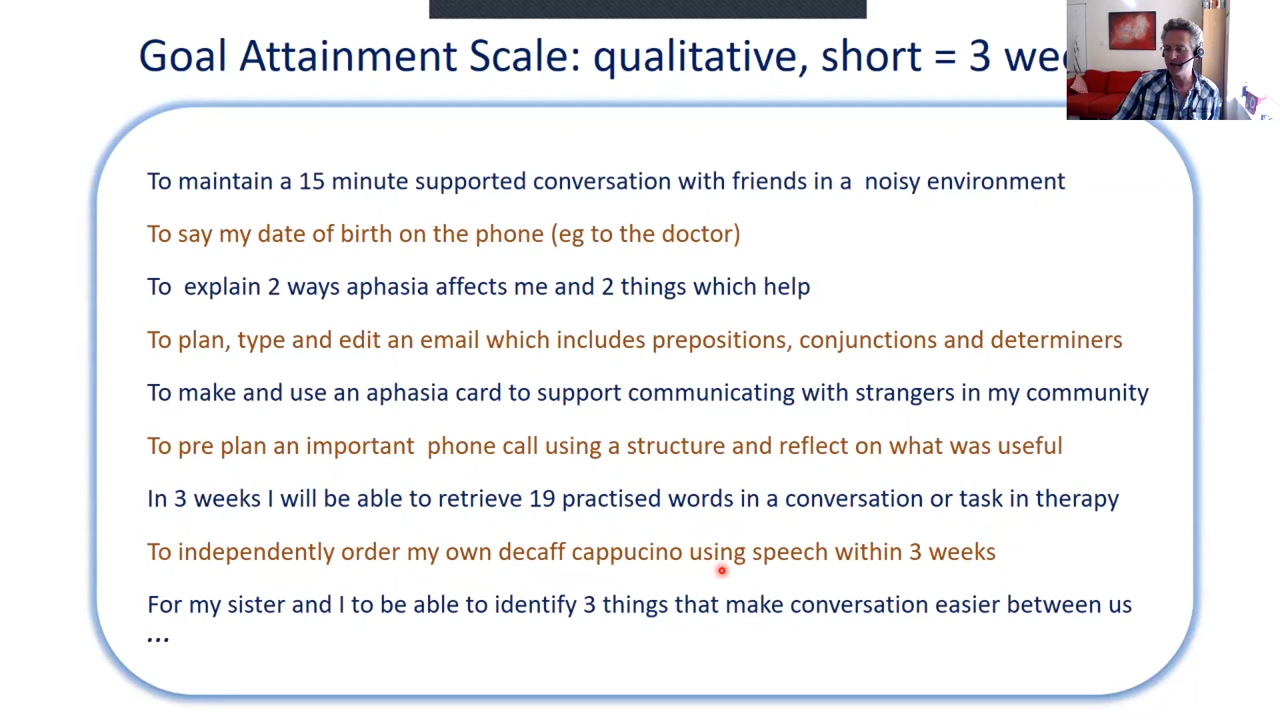 Goal Attainment Scale: qualitative, short = 3
To maintain a 15 minute supported conversation with friends in a  noisy environment
To say my date of birth on the phone (eg to the doctor)
To  explain 2 ways aphasia affects me and 2 things which help
To plan, type and edit an email which includes prepositions, conjunctions and determiners
To make and use an aphasia card to support communicating with strangers in my community
To pre plan an important  phone call using a structure and reflect on what was useful
In 3 weeks I will be able to retrieve 19 practised words in a conversation or task in therapy
To independently order my own decaff cappucino using speech within 3 weeks
For my sister and I to be able to identify 3 things that make conversation easier between us
...